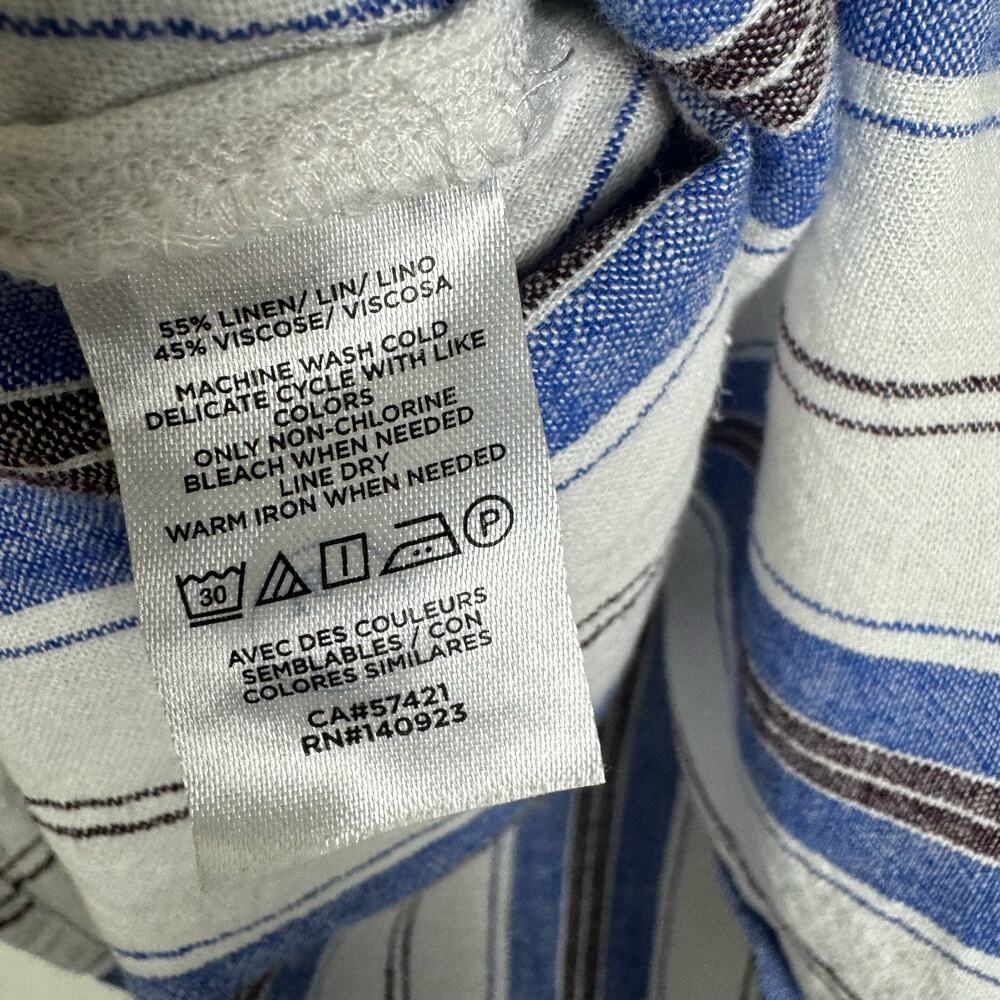 55% LINEN/ LIN/ LINO
45% VISCOSE/ VISCOSA
MACHINE WASH COLD
DELICATE CYCLE WITH LIKE
COLORS
ONLY NON-CHLORINE
BLEACH WHEN NEEDED
LINE DRY
WARM IRON WHEN NEEDED
30 P
AVEC DES COULEURS
SEMBLABLES / CON
COLORES SIMILARES
CA#57421
RN#140923